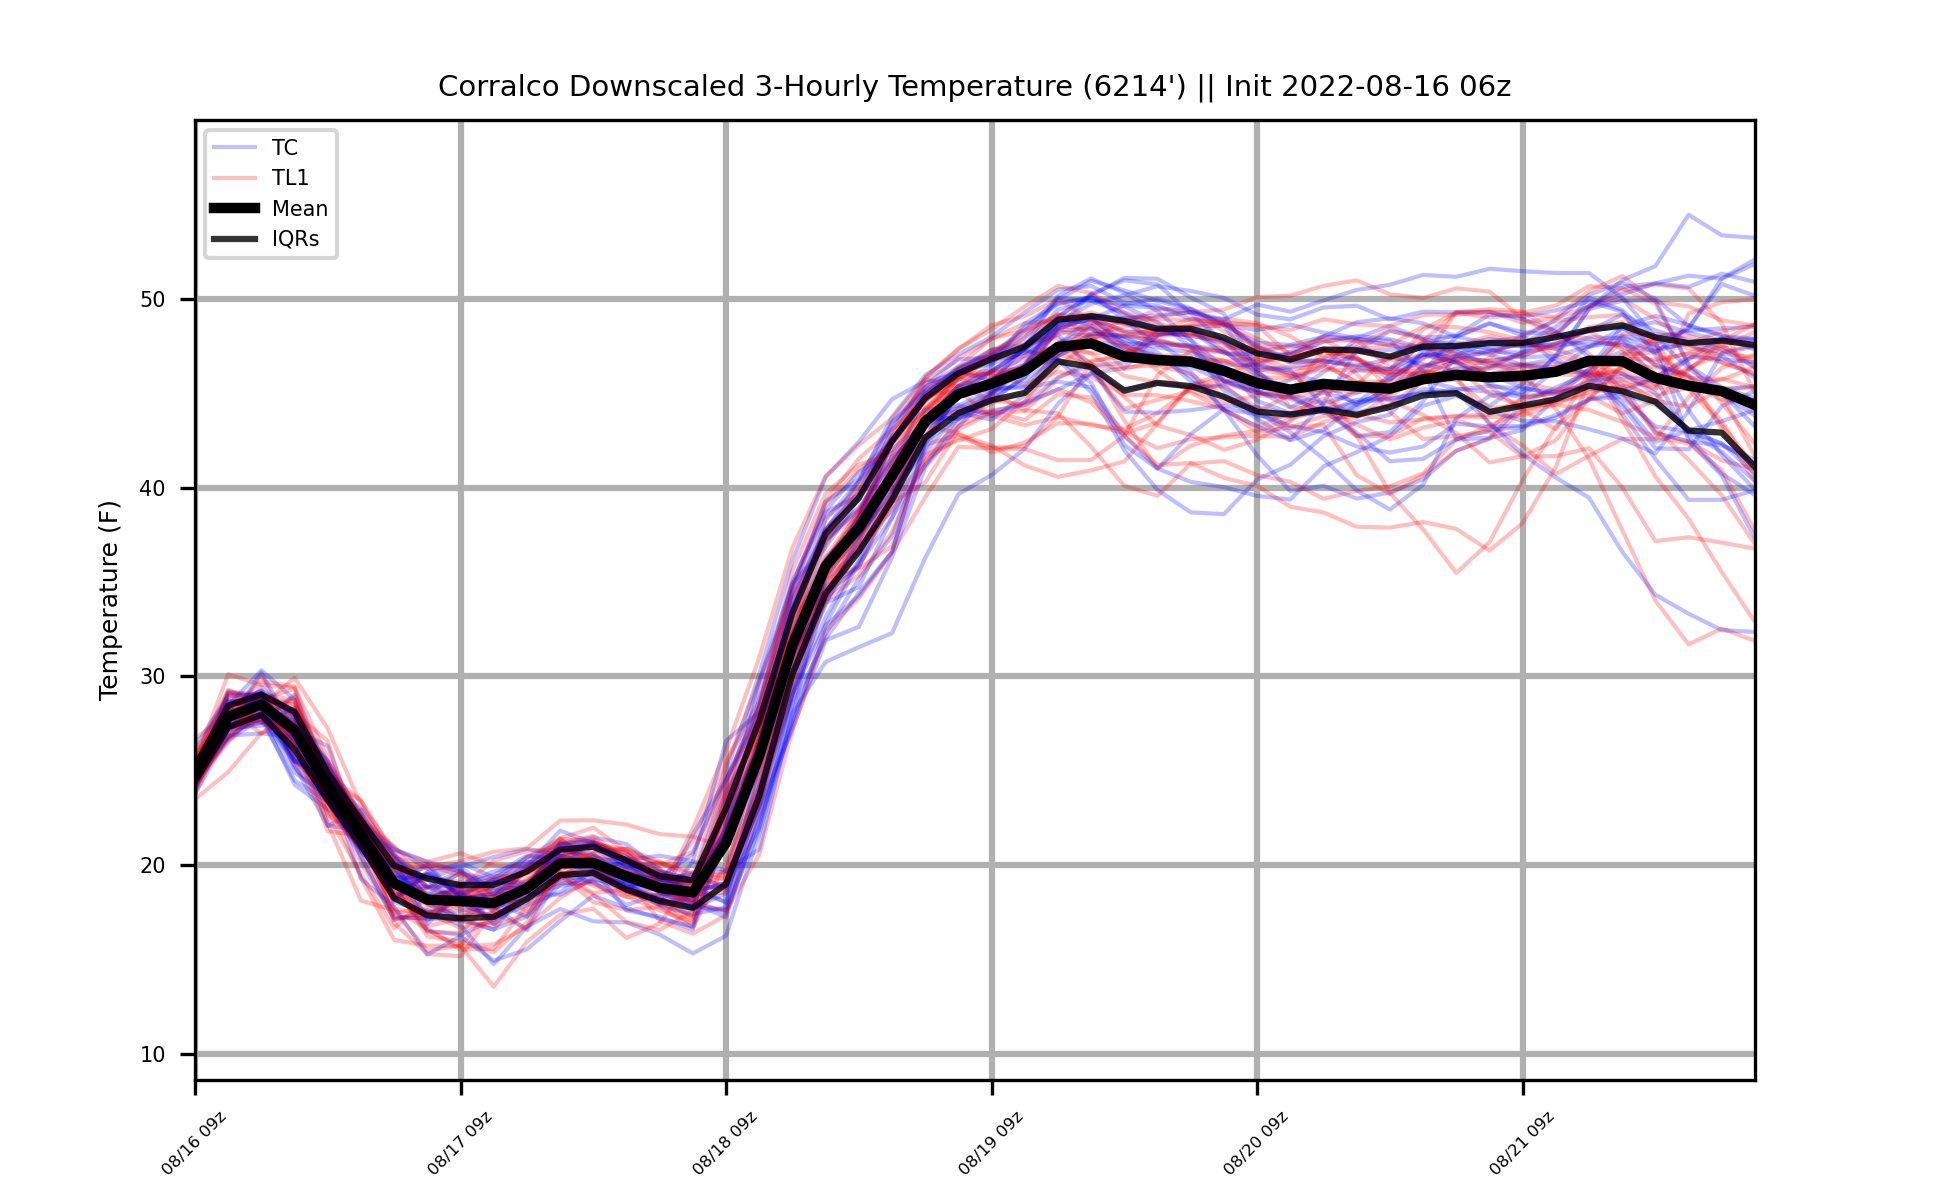 Corralco Downscaled 3-Hourly Temperature (6214') || Init 2022-08-16 06z
TC
TL1
Mean
IQRs
Temperature (F)
50
40
30
20
10
08/16 09z
08/17 09z
08/18 09z
08/19 09z
08/20 09z
08/21 09z